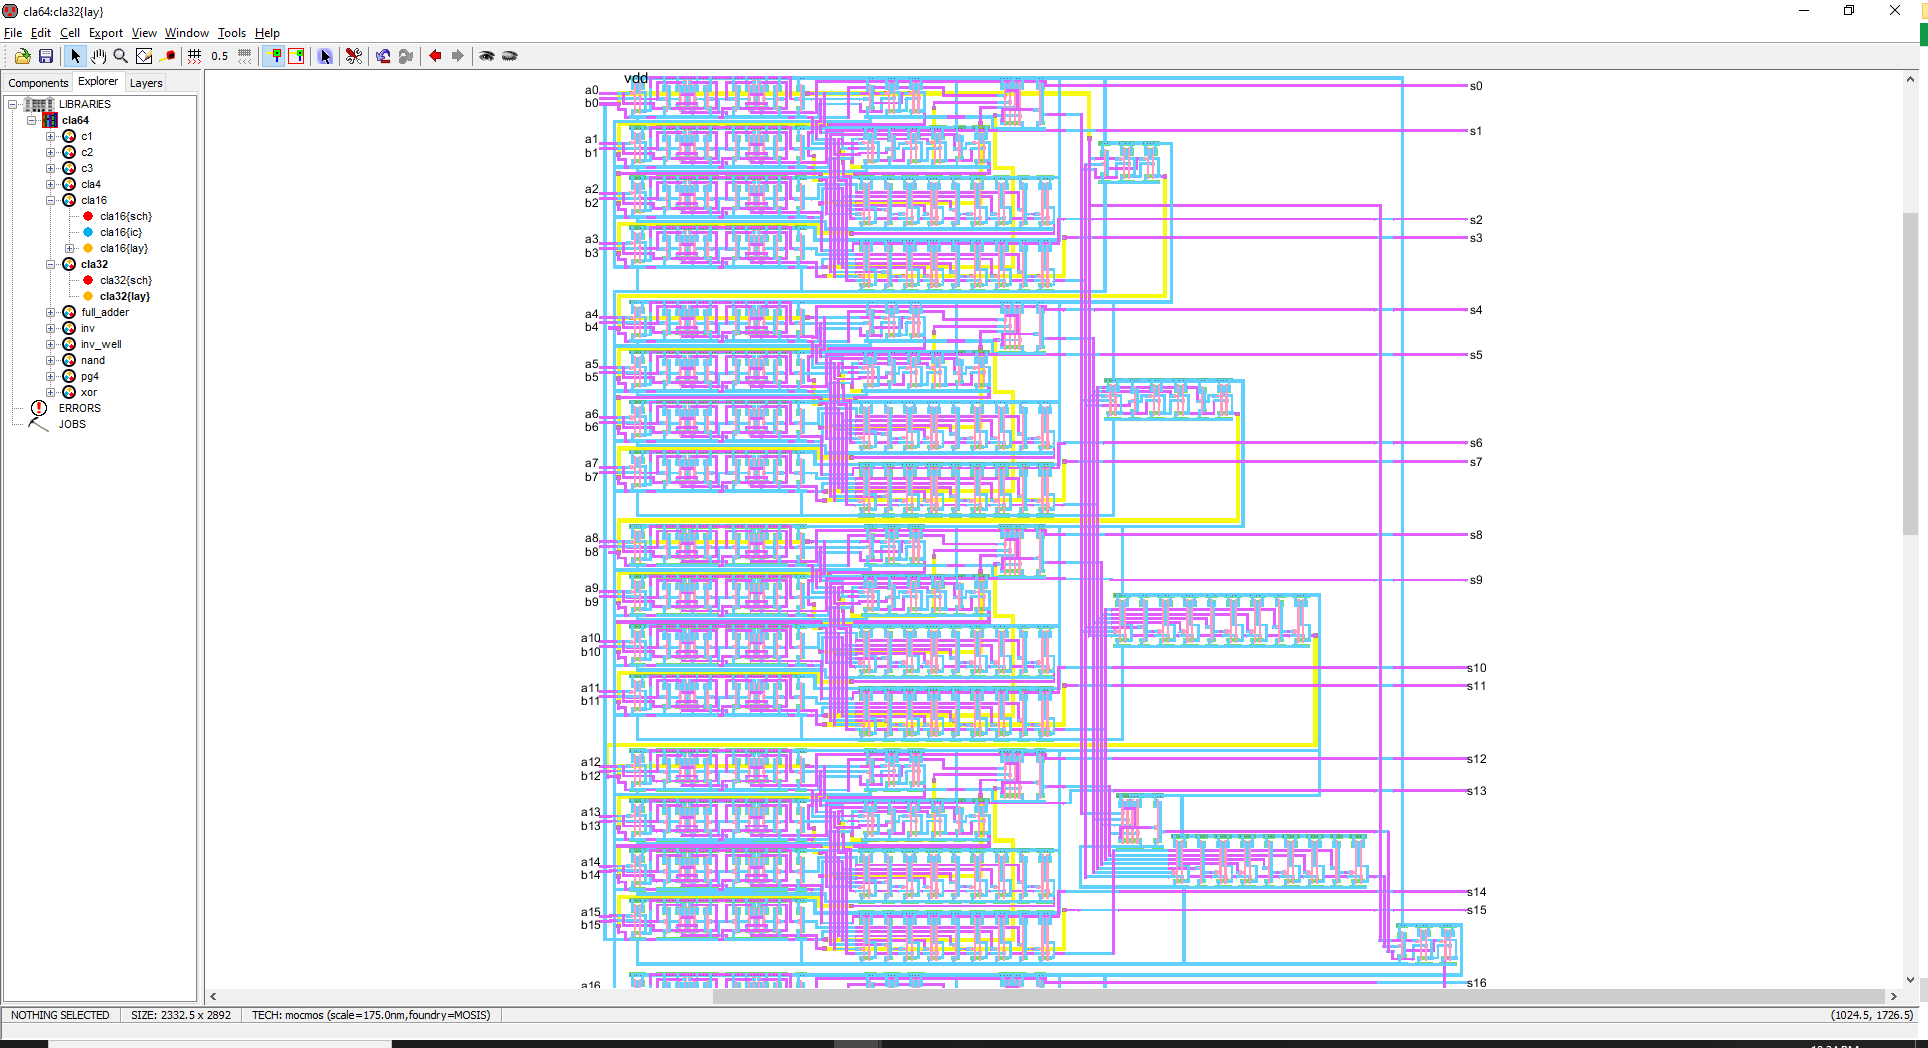 cla64:cla32{lay}
File Edit Cell Export View Window Tools Help
0.5
Components Explorer Layers
LIBRARIES
cla64
c1
c2
c3
cla4
cla16
cla16{sch}
cla16{ic}
cla16{lay}
cla32
cla32{sch}
cla32{lay}
full_adder
inv
inv_well
nand
pg4
xor
ERRORS
JOBS
vdd
a0
s0
b0
s1
a1
b1
a2
b2
s2
a3
s3
b3
s4
a4
b4
s5
a5
b5
a6
b6
s6
a7
s7
b7
s8
a8
b8
s9
a9
b9
a10
b10
s10
a11
s11
b11
s12
a12
b12
s13
a13
b13
a14
b14
s14
a15
s15
b15
s16
a16
NOTHING SELECTED SIZE: 2332.5 x 2892 TECH: mocmos (scale=175.0nm,foundry=MOSIS) (1024.5, 1726.5)